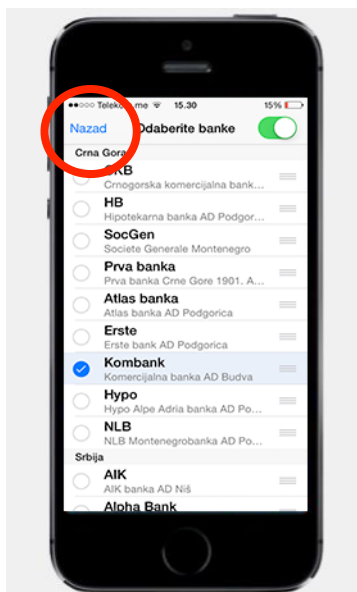 Telekom.me 15.30 15%
Nazad Odaberite banke
Crna Gora
CKB
Crnogorska komercijalna bank...
HB
Hipotekarna banka AD Podgor...
SocGen
Societe Generale Montenegro
Prva banka
Prva banka Crne Gore 1901. A...
Atlas banka
Atlas banka AD Podgorica
Erste
Erste bank AD Podgorica
Kombank
Komercijalna banka AD Budva
Hypo
Hypo Alpe Adria banka AD Po...
NLB
NLB Montenegrobanka AD Po...
Srbija
AIK
AIK banka AD Niš
Alpha Bank